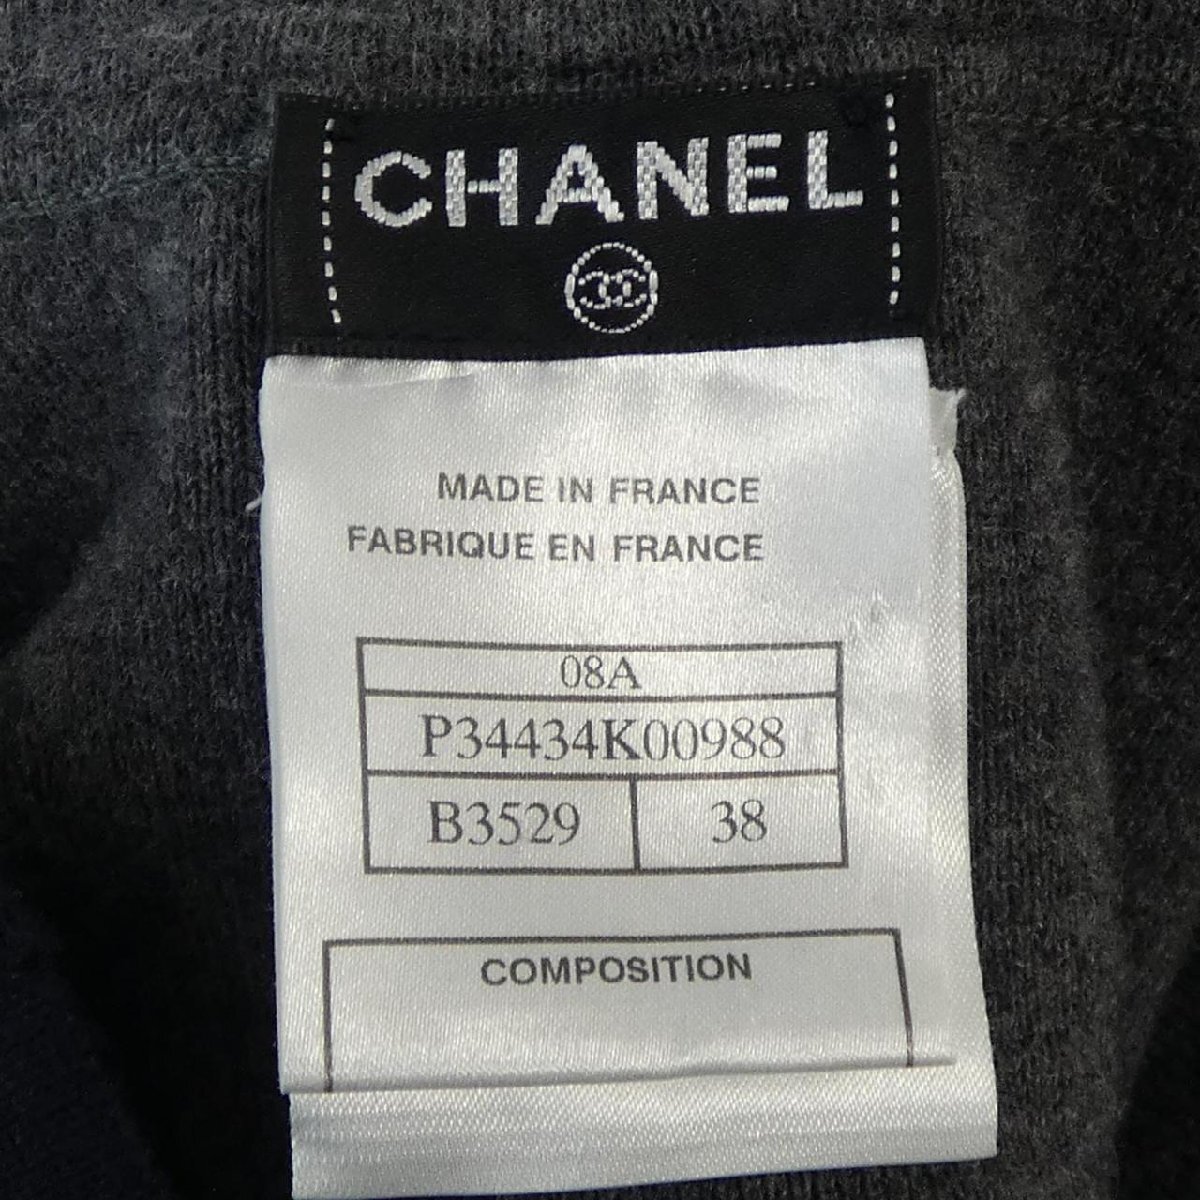 CHANEL
MADE IN FRANCE
FABRIQUE EN FRANCE
08A
P34434K00988
B3529 38
COMPOSITION